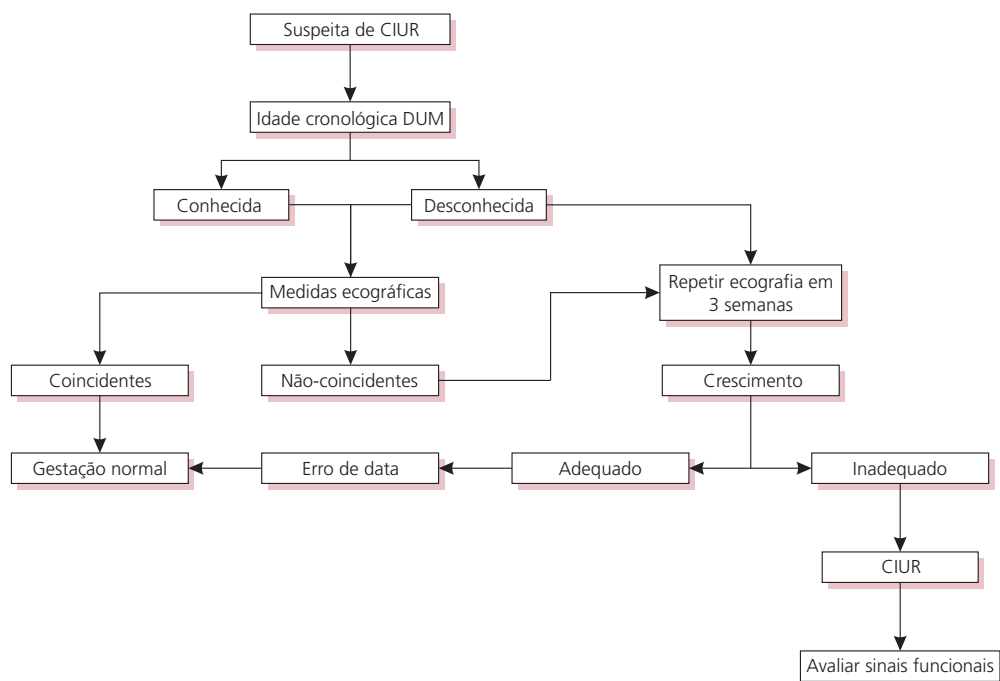 Suspeita de CIUR
Idade cronológica DUM
Conhecida
Desconhecida
Medidas ecográficas
Repetir ecografia em
3 semanas
Coincidentes
Não-coincidentes
Crescimento
Gestação normal
Erro de data
Adequado
Inadequado
CIUR
Avaliar sinais funcionais